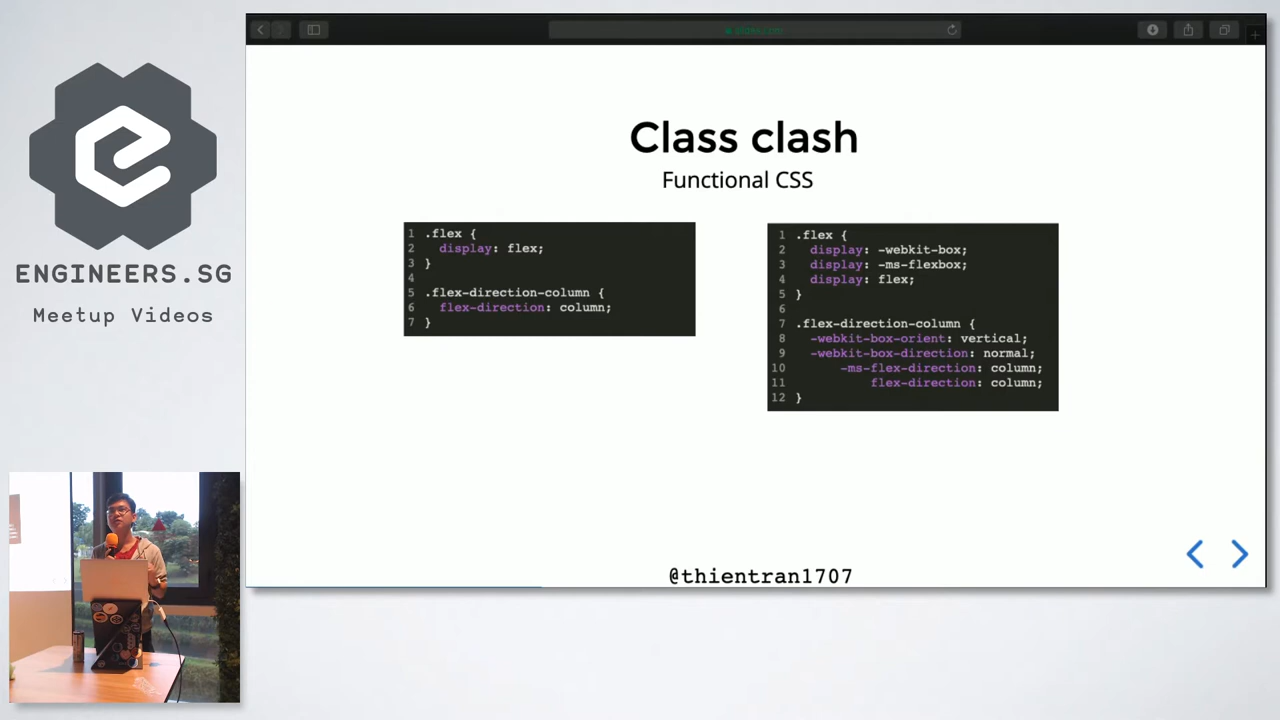 ENGINEERS.SG
Meetup Videos
Class clash
Functional CSS
1 .flex {
2 display: flex;
3 }
4
5 .flex-direction-column {
6 flex-direction: column;
7 }
1 .flex {
2 display: -webkit-box;
3 display: -ms-flexbox;
4 display: flex;
5 }
6
7 .flex-direction-column {
8 -webkit-box-orient: vertical;
9 -webkit-box-direction: normal;
10 -ms-flex-direction: column;
11 flex-direction: column;
12 }
@thientran1707